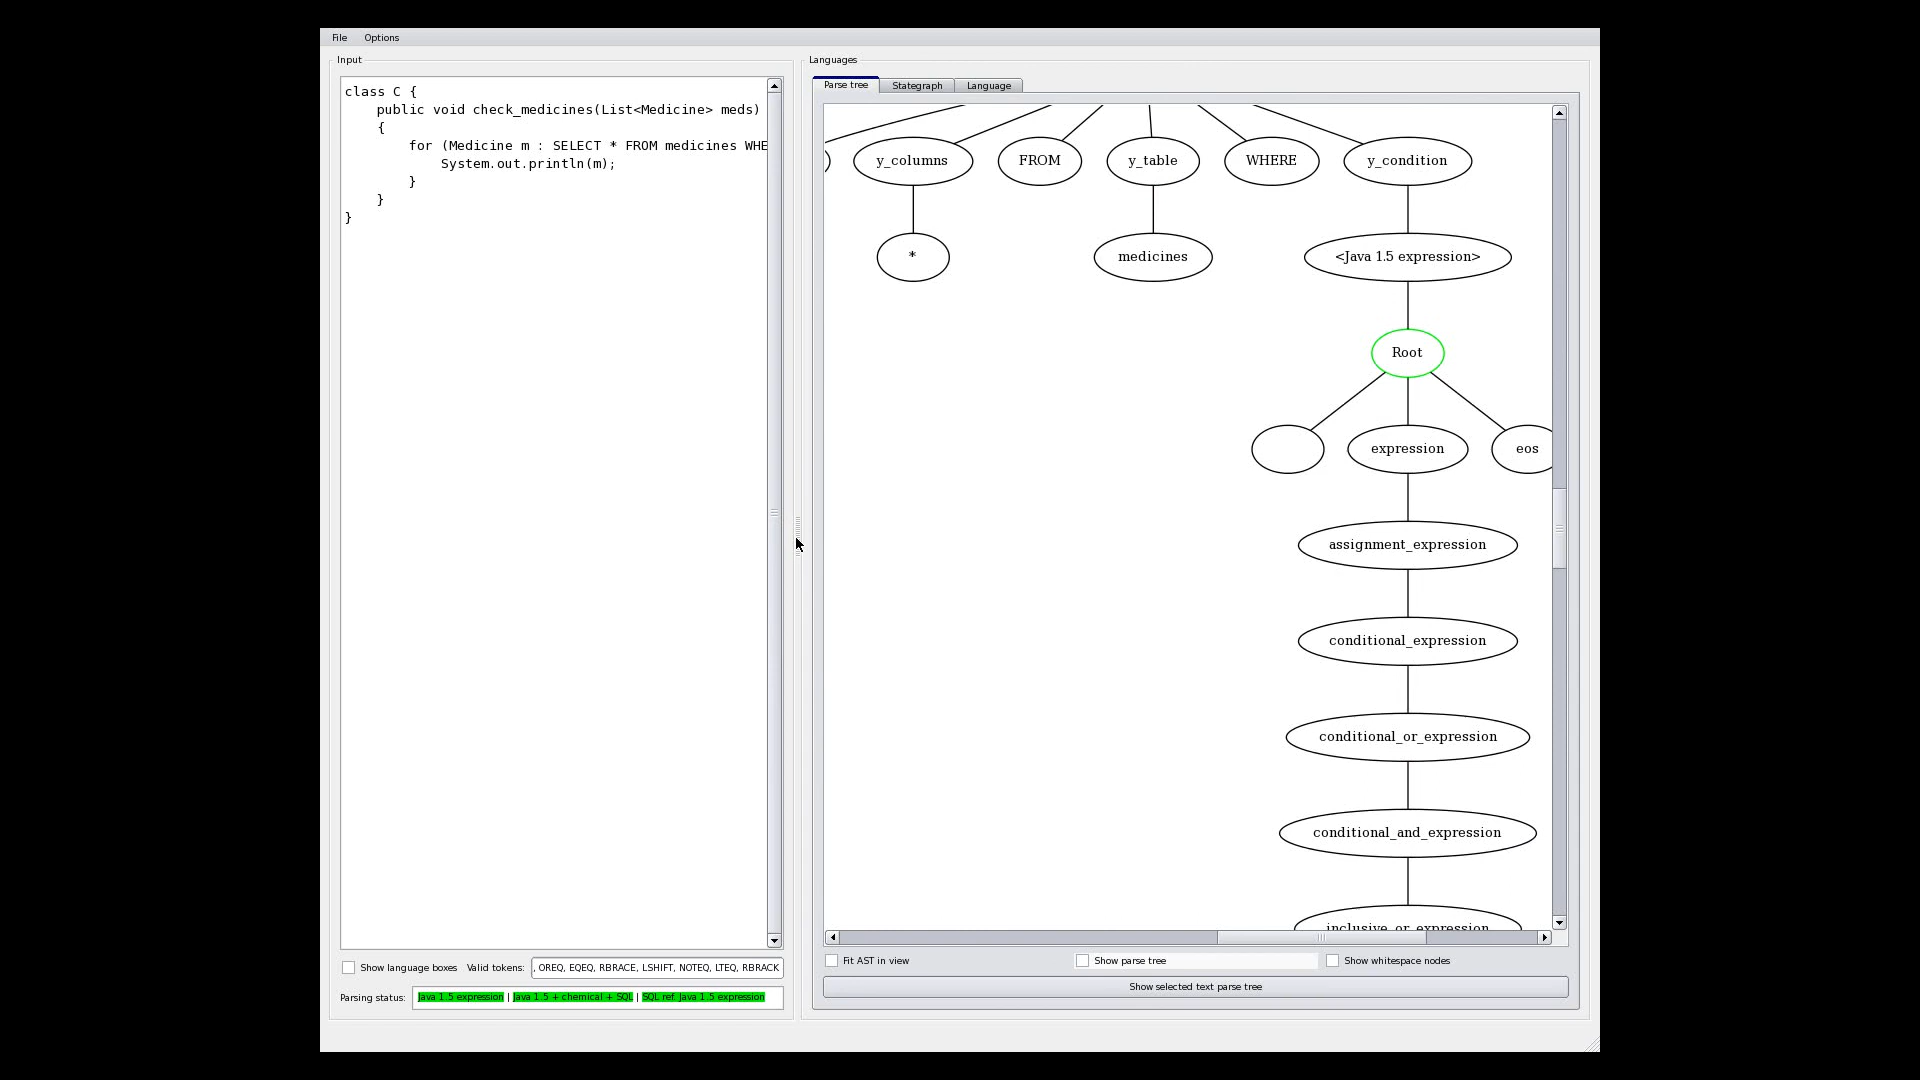 File Options
Input
class C {
    public void check_medicines(List<Medicine> meds)
    {
        for (Medicine m : SELECT * FROM medicines WHE
            System.out.println(m);
        }
    }
}
Show language boxes Valid tokens: , OREQ, EQEQ, RBRACE, LSHIFT, NOTEQ, LTEQ, RBRACK
Parsing status: Java 1.5 expression | Java 1.5 + chemical + SQL | SQL ref. Java 1.5 expression
Languages
Parse tree Stategraph Language
y_columns FROM y_table WHERE y_condition
* medicines <Java 1.5 expression>
Root
expression eos
assignment_expression
conditional_expression
conditional_or_expression
conditional_and_expression
inclusive_or_expression
Fit AST in view Show parse tree Show whitespace nodes
Show selected text parse tree